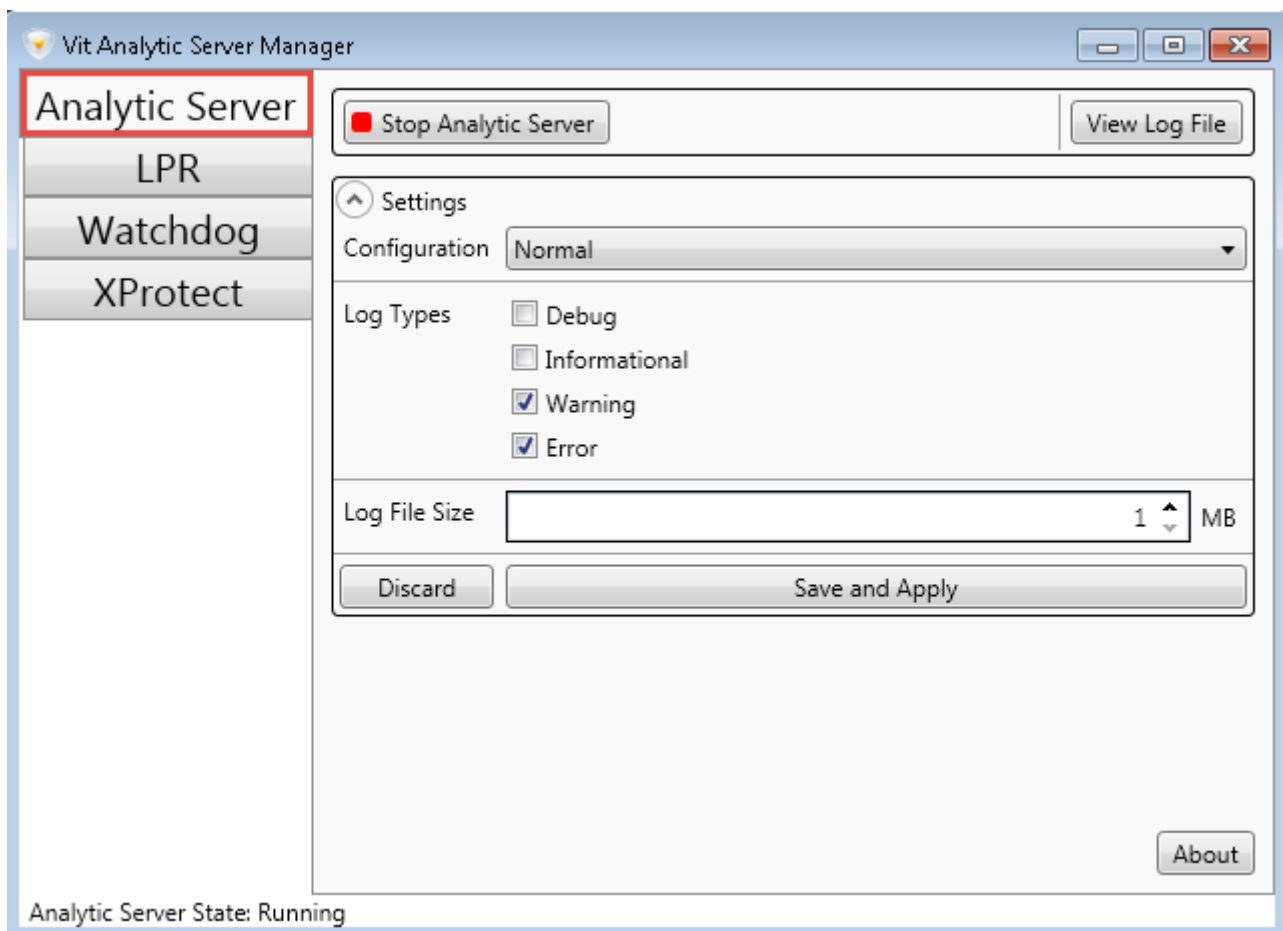 Vit Analytic Server Manager
Analytic Server
LPR
Watchdog
XProtect
Stop Analytic Server
View Log File
Settings
Configuration Normal
Log Types
Debug
Informational
Warning
Error
Log File Size 1 MB
Discard Save and Apply
About
Analytic Server State: Running